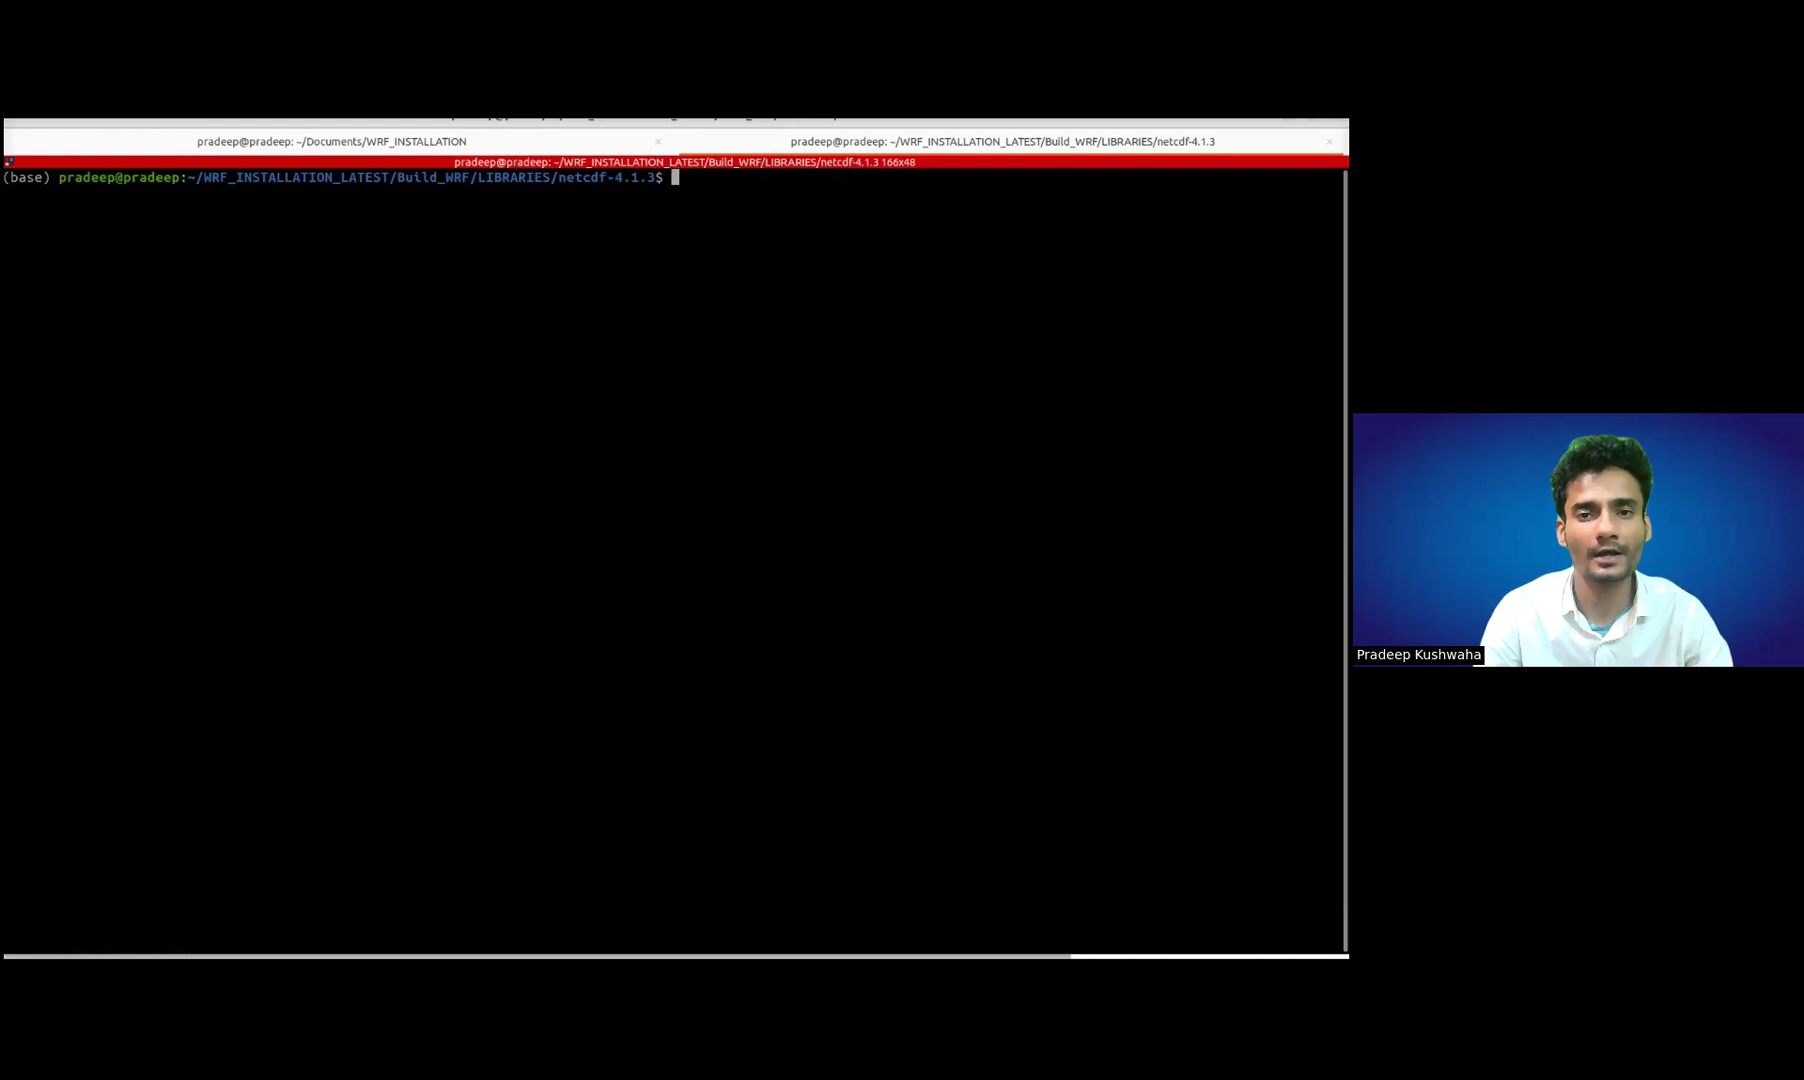 pradeep@pradeep: ~/Documents/WRF_INSTALLATION
pradeep@pradeep: ~/WRF_INSTALLATION_LATEST/Build_WRF/LIBRARIES/netcdf-4.1.3
pradeep@pradeep: ~/WRF_INSTALLATION_LATEST/Build_WRF/LIBRARIES/netcdf-4.1.3 166x48
(base) pradeep@pradeep:~/WRF_INSTALLATION_LATEST/Build_WRF/LIBRARIES/netcdf-4.1.3$
Pradeep Kushwaha